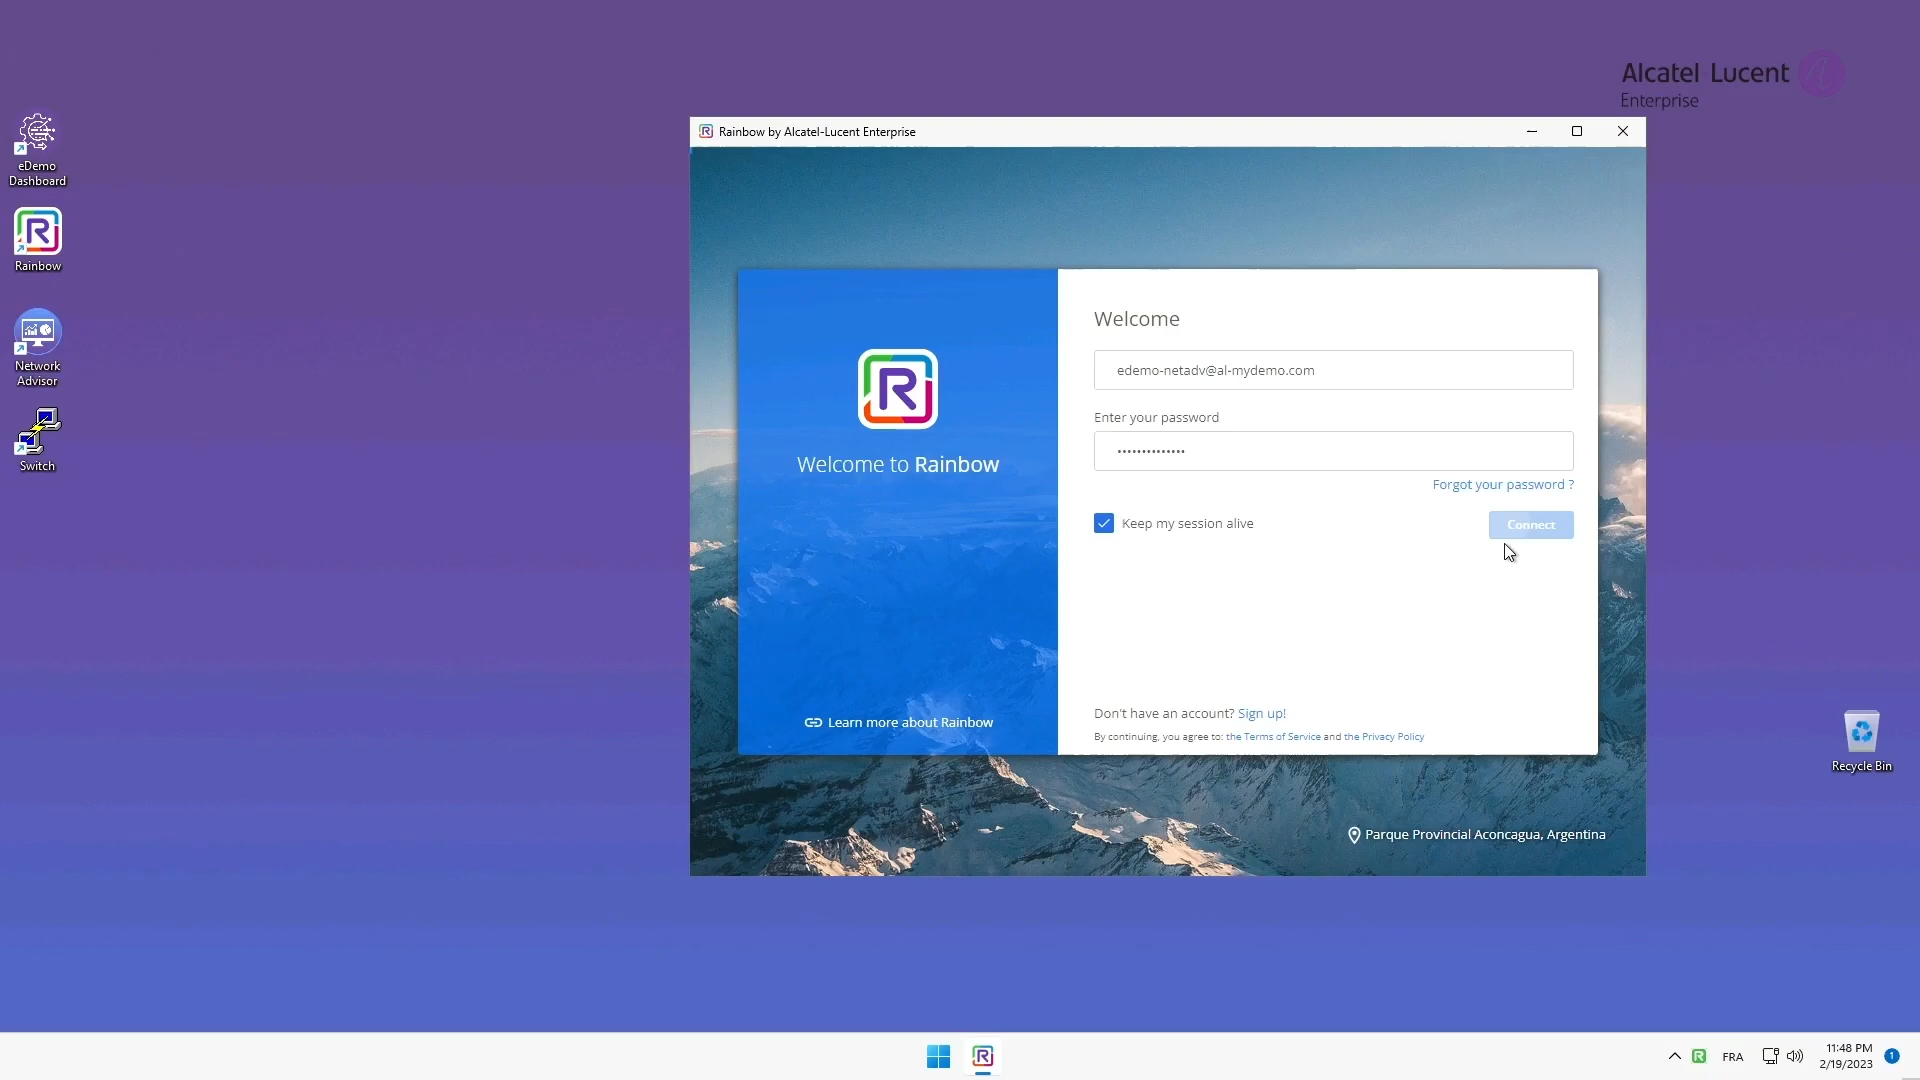 Alcatel Lucent
Enterprise
eDemo
Dashboard
Rainbow
Network
Advisor
Switch
Rainbow by Alcatel-Lucent Enterprise
Welcome to Rainbow
Learn more about Rainbow
Welcome
edemo-netadv@al-mydemo.com
Enter your password
••••••••••••••
Forgot your password ?
Keep my session alive
Connect
Don't have an account? Sign up!
By continuing, you agree to: the Terms of Service and the Privacy Policy
Parque Provincial Aconcagua, Argentina
Recycle Bin
FRA
11:48 PM
2/19/2023
1